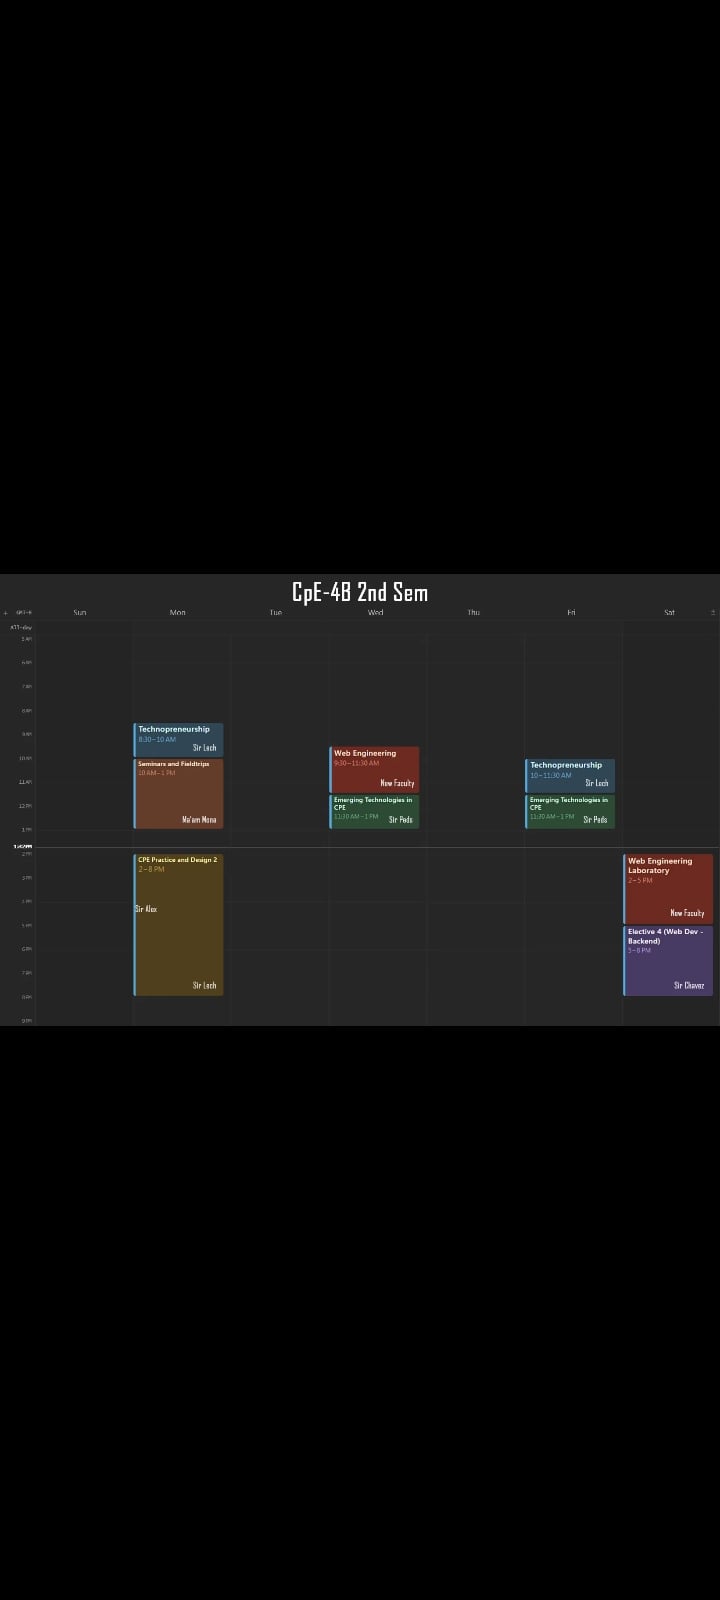 CpE-4B 2nd Sem
Sun Mon Tue Wed Thu Fri Sat
All-day
5 AM
6 AM
7 AM
8 AM
9 AM
10 AM
11 AM
12 PM
1 PM
2 PM
3 PM
4 PM
5 PM
6 PM
7 PM
8 PM
9 PM
Technopreneurship
8:30–10 AM
Sir Lech
Seminars and Fieldtrips
10 AM–1 PM
Ma'am Mona
CPE Practice and Design 2
2–8 PM
Sir Alex
Sir Lech
Web Engineering
9:30–11:30 AM
New Faculty
Emerging Technologies in
CPE
11:30 AM–1 PM
Sir Peds
Technopreneurship
10–11:30 AM
Sir Lech
Emerging Technologies in
CPE
11:30 AM–1 PM
Sir Peds
Web Engineering
Laboratory
2–5 PM
New Faculty
Elective 4 (Web Dev -
Backend)
5–8 PM
Sir Chavez